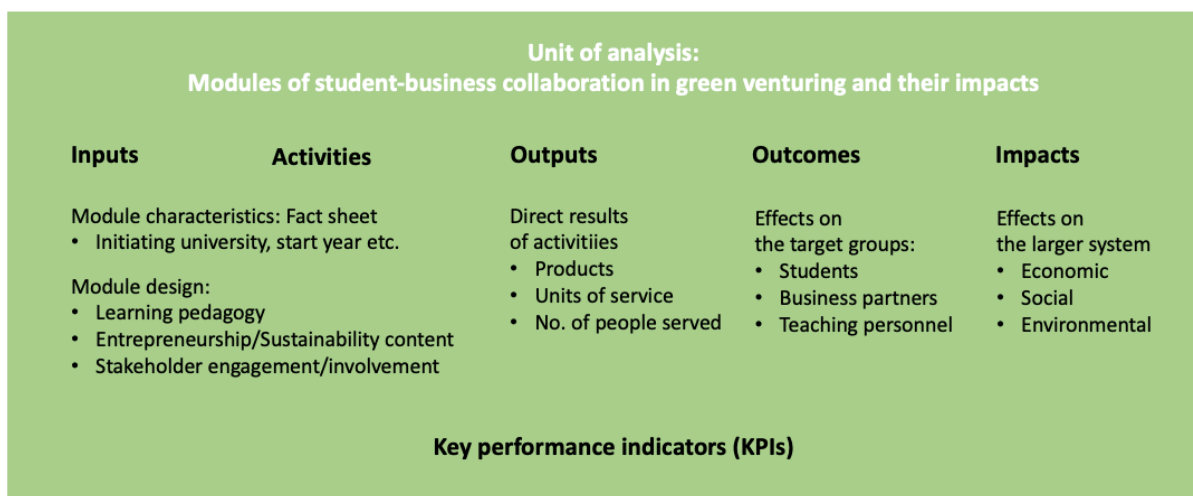 Unit of analysis:
Modules of student-business collaboration in green venturing and their impacts
Inputs
Activities
Module characteristics: Fact sheet
• Initiating university, start year etc.
Module design:
• Learning pedagogy
• Entrepreneurship/Sustainability content
• Stakeholder engagement/involvement
Outputs
Direct results
of activitiies
• Products
• Units of service
• No. of people served
Outcomes
Effects on
the target groups:
• Students
• Business partners
• Teaching personnel
Impacts
Effects on
the larger system
• Economic
• Social
• Environmental
Key performance indicators (KPIs)